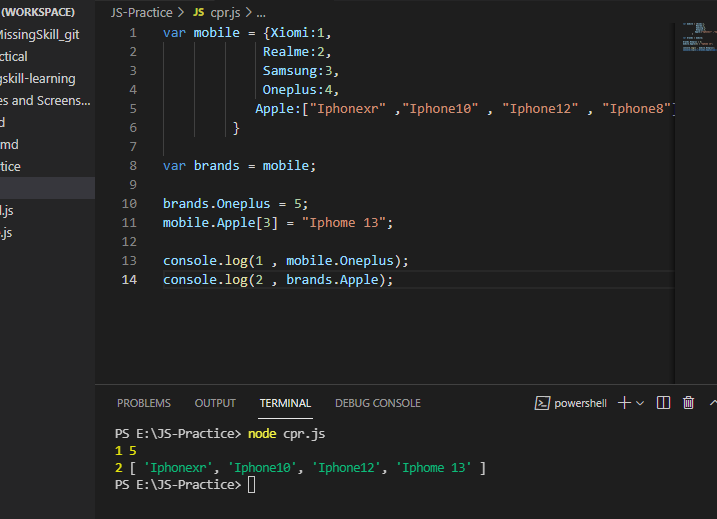 (WORKSPACE)
MissingSkill_git
ctical
gskill-learning
es and Screens...
d
md
tice
l.js
.js
JS-Practice > JS cpr.js > ...
1 var mobile = {Xiomi:1,
2 Realme:2,
3 Samsung:3,
4 Oneplus:4,
5 Apple:["Iphonexr" ,"Iphone10" , "Iphone12" , "Iphone8"]
6 }
7
8 var brands = mobile;
9
10 brands.Oneplus = 5;
11 mobile.Apple[3] = "Iphome 13";
12
13 console.log(1 , mobile.Oneplus);
14 console.log(2 , brands.Apple);
PROBLEMS OUTPUT TERMINAL DEBUG CONSOLE powershell
PS E:\JS-Practice> node cpr.js
1 5
2 [ 'Iphonexr', 'Iphone10', 'Iphone12', 'Iphome 13' ]
PS E:\JS-Practice>